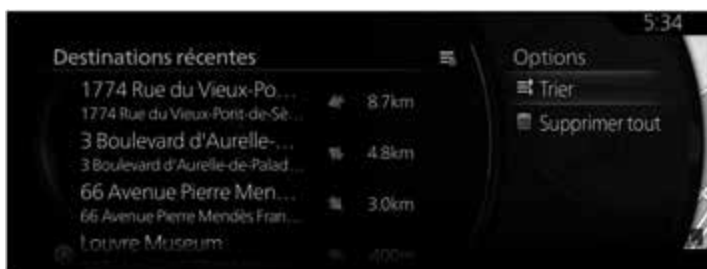 5:34
Destinations récentes
Options
1774 Rue du Vieux-Po...
1774 Rue du Vieux-Pont-de-Sè...
8.7km
Trier
Supprimer tout
3 Boulevard d'Aurelle-...
3 Boulevard d'Aurelle-de-Palad...
4.8km
66 Avenue Pierre Men...
66 Avenue Pierre Mendès Fran...
3.0km
Louvre Museum
400m